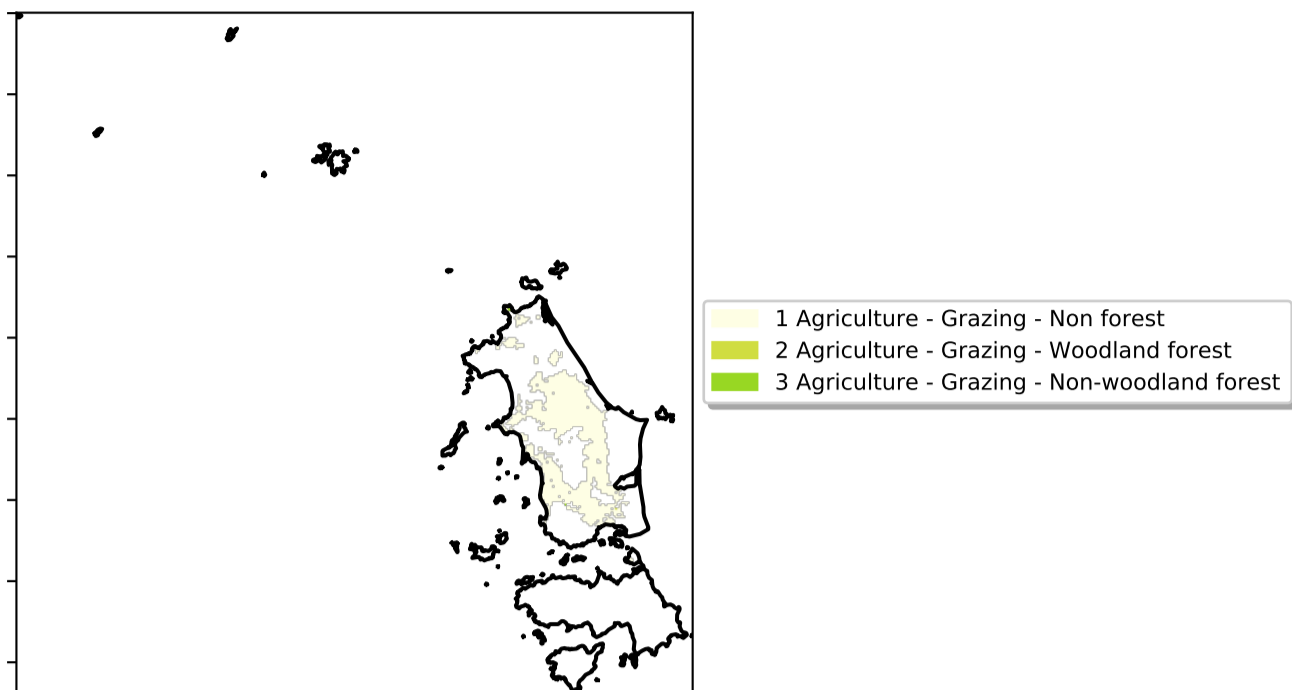 1 Agriculture - Grazing - Non forest
2 Agriculture - Grazing - Woodland forest
3 Agriculture - Grazing - Non-woodland forest